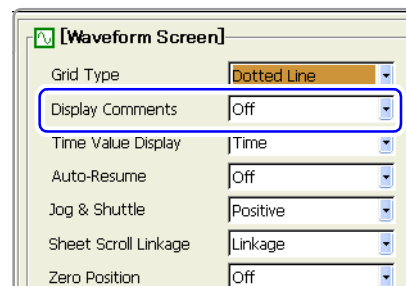 [Waveform Screen]
Grid Type Dotted Line
Display Comments Off
Time Value Display Time
Auto-Resume Off
Jog & Shuttle Positive
Sheet Scroll Linkage Linkage
Zero Position Off